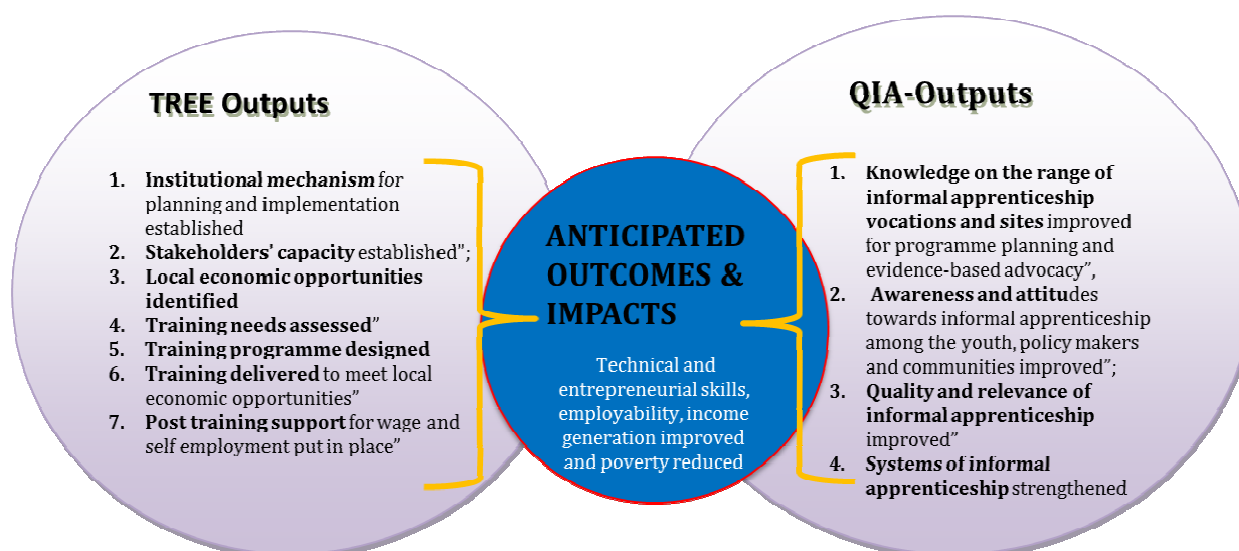 TREE Outputs
1. Institutional mechanism for
planning and implementation
established
2. Stakeholders' capacity established”;
3. Local economic opportunities
identified
4. Training needs assessed”
5. Training programme designed
6. Training delivered to meet local
economic opportunities”
7. Post training support for wage and
self employment put in place”
ANTICIPATED
OUTCOMES &
IMPACTS
Technical and
entrepreneurial skills,
employability, income
generation improved
and poverty reduced
QIA-Outputs
1. Knowledge on the range of
informal apprenticeship
vocations and sites improved
for programme planning and
evidence-based advocacy”,
2. Awareness and attitudes
towards informal apprenticeship
among the youth, policy makers
and communities improved”;
3. Quality and relevance of
informal apprenticeship
improved”
4. Systems of informal
apprenticeship strengthened